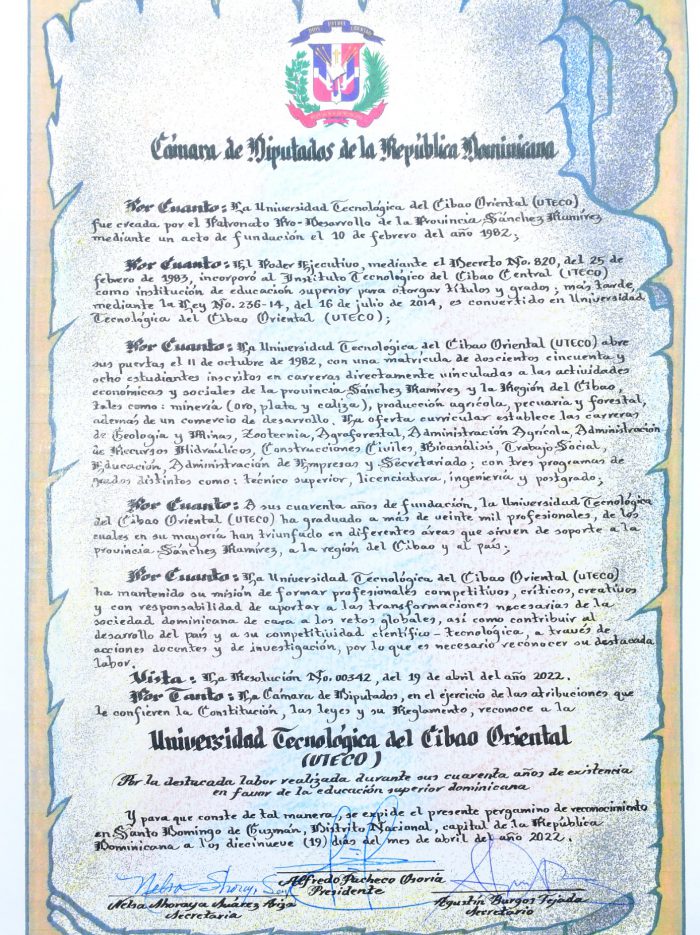 DIOS PATRIA LIBERTAD
Cámara de Diputados de la República Dominicana
Por Cuanto: La Universidad Tecnológica del Cibao Oriental (UTECO)
fue creada por el Patronato Pro-Desarrollo de la Provincia Sánchez Ramírez
mediante un acto de fundación el 10 de febrero del año 1982;
Por Cuanto: El Poder Ejecutivo, mediante el Decreto No. 820, del 25 de
febrero de 1983, incorporó al Instituto Tecnológico del Cibao Central (ITECO)
como institución de educación superior para otorgar títulos y grados; más tarde,
mediante la Ley No. 236-14, del 16 de julio de 2014, es convertido en Universidad
Tecnológica del Cibao Oriental (UTECO);
Por Cuanto: La Universidad Tecnológica del Cibao Oriental (UTECO) abre
sus puertas el 11 de octubre de 1982, con una matrícula de doscientos cincuenta y
ocho estudiantes inscritos en carreras directamente vinculadas a las actividades
económicas y sociales de la provincia Sánchez Ramírez y la Región del Cibao,
tales como: minería (oro, plata y caliza), producción agrícola, pecuaria y forestal,
además de un comercio de desarrollo. La oferta curricular establece las carreras
de Geología y Minas, Zootecnia, Agroforestal, Administración Agrícola, Administración
de Recursos Hidráulicos, Construcciones Civiles, Bioanálisis, Trabajo Social,
Educación, Administración de Empresas y Secretariado; con tres programas de
grados distintos como: técnico superior, licenciatura, ingeniería y postgrado;
Por Cuanto: A sus cuarenta años de fundación, la Universidad Tecnológica
del Cibao Oriental (UTECO) ha graduado a más de veinte mil profesionales, de los
cuales en su mayoría han triunfado en diferentes áreas que sirven de soporte a la
provincia Sánchez Ramírez, a la región del Cibao y al país;
Por Cuanto: La Universidad Tecnológica del Cibao Oriental (UTECO)
ha mantenido su misión de formar profesionales competitivos, críticos, creativos
y con responsabilidad de aportar a las transformaciones necesarias de la
sociedad dominicana de cara a los retos globales, así como contribuir al
desarrollo del país y a su competitividad científico-tecnológica, a través de
acciones docentes y de investigación, por lo que es necesario reconocer su destacada
labor.
Vista: La Resolución No. 00342, del 19 de abril del año 2022.
Por Tanto: La Cámara de Diputados, en el ejercicio de las atribuciones que
le confieren la Constitución, las leyes y su Reglamento, reconoce a la
Universidad Tecnológica del Cibao Oriental
(UTECO)
Por la destacada labor realizada durante sus cuarenta años de existencia
en favor de la educación superior dominicana
Y para que conste de tal manera, se expide el presente pergamino de reconocimiento
en Santo Domingo de Guzmán, Distrito Nacional, capital de la República
Dominicana a los diecinueve (19) días del mes de abril del año 2022.
Alfredo Pacheco Osoria
Presidente
Nelsa Shoraya Suárez Ariza
Secretaria
Agustín Burgos Tejada
Secretario